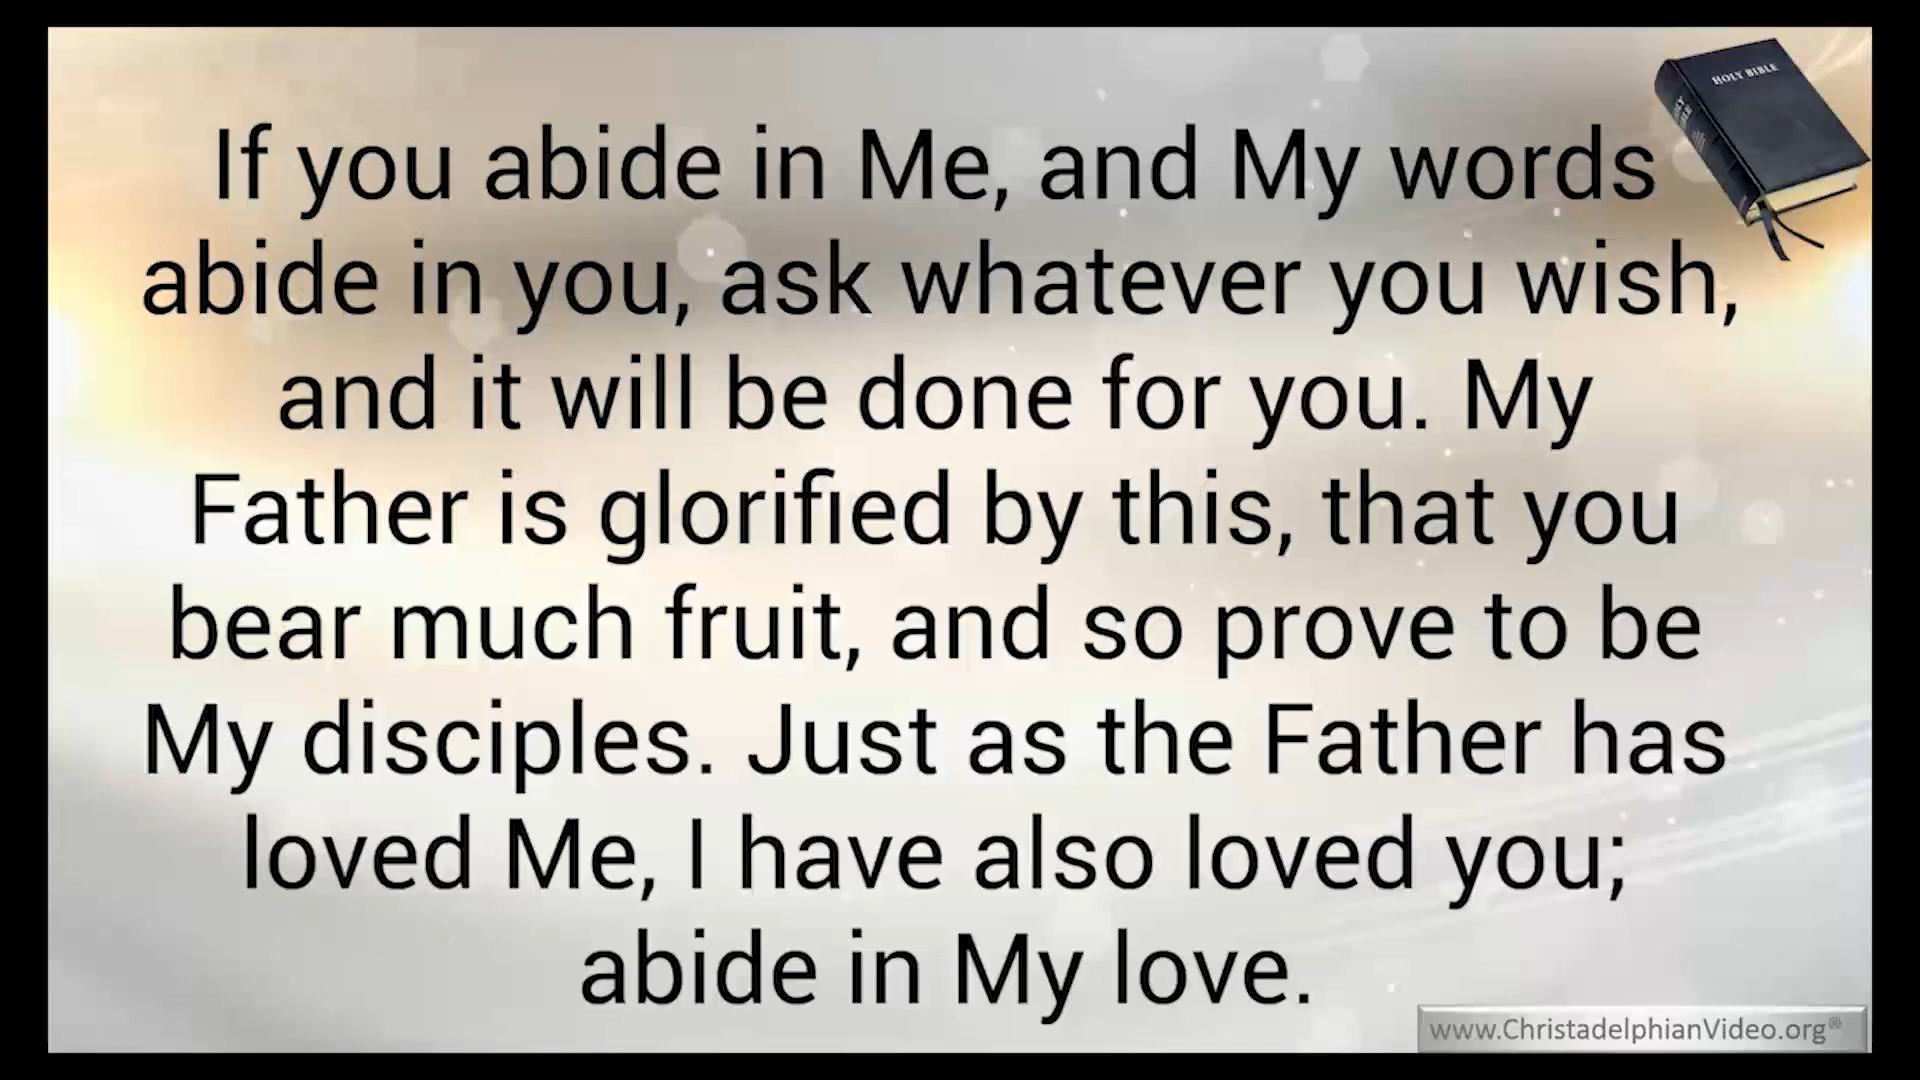 HOLY BIBLE
If you abide in Me, and My words
abide in you, ask whatever you wish,
and it will be done for you. My
Father is glorified by this, that you
bear much fruit, and so prove to be
My disciples. Just as the Father has
loved Me, I have also loved you;
abide in My love.
www.ChristadelphianVideo.org®